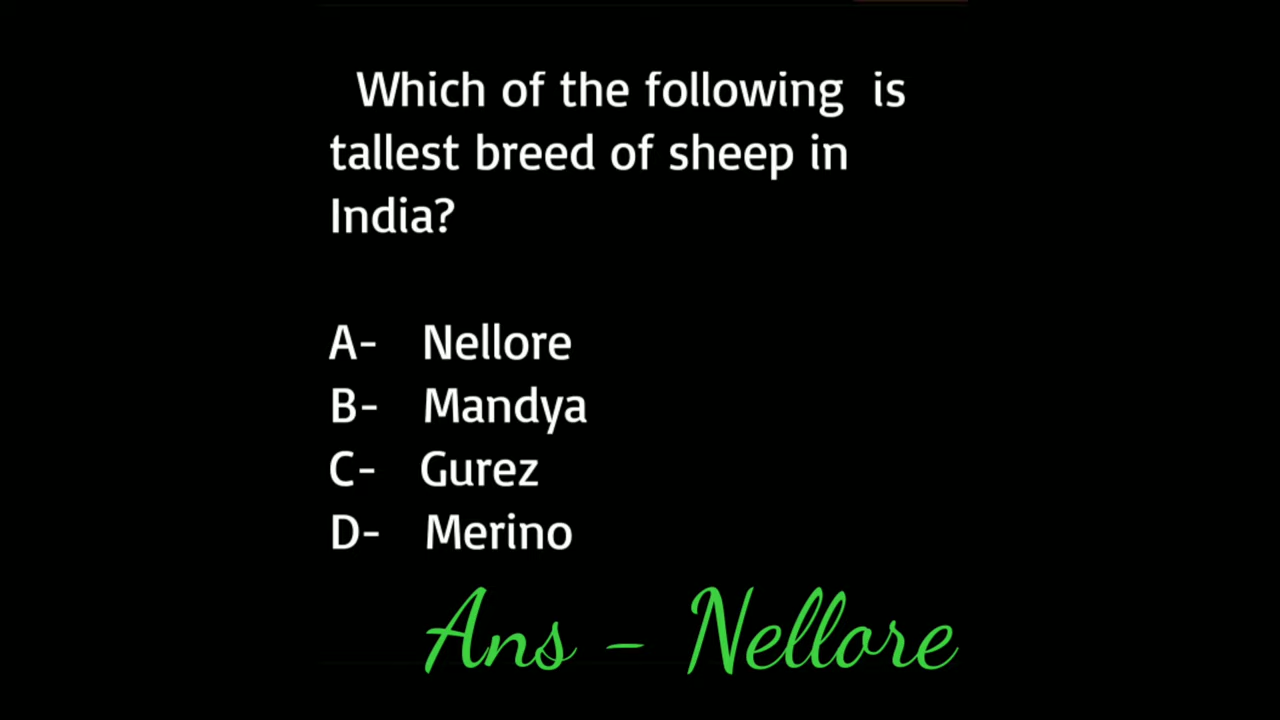 Which of the following is
tallest breed of sheep in
India?
A- Nellore
B- Mandya
C- Gurez
D- Merino
Ans - Nellore